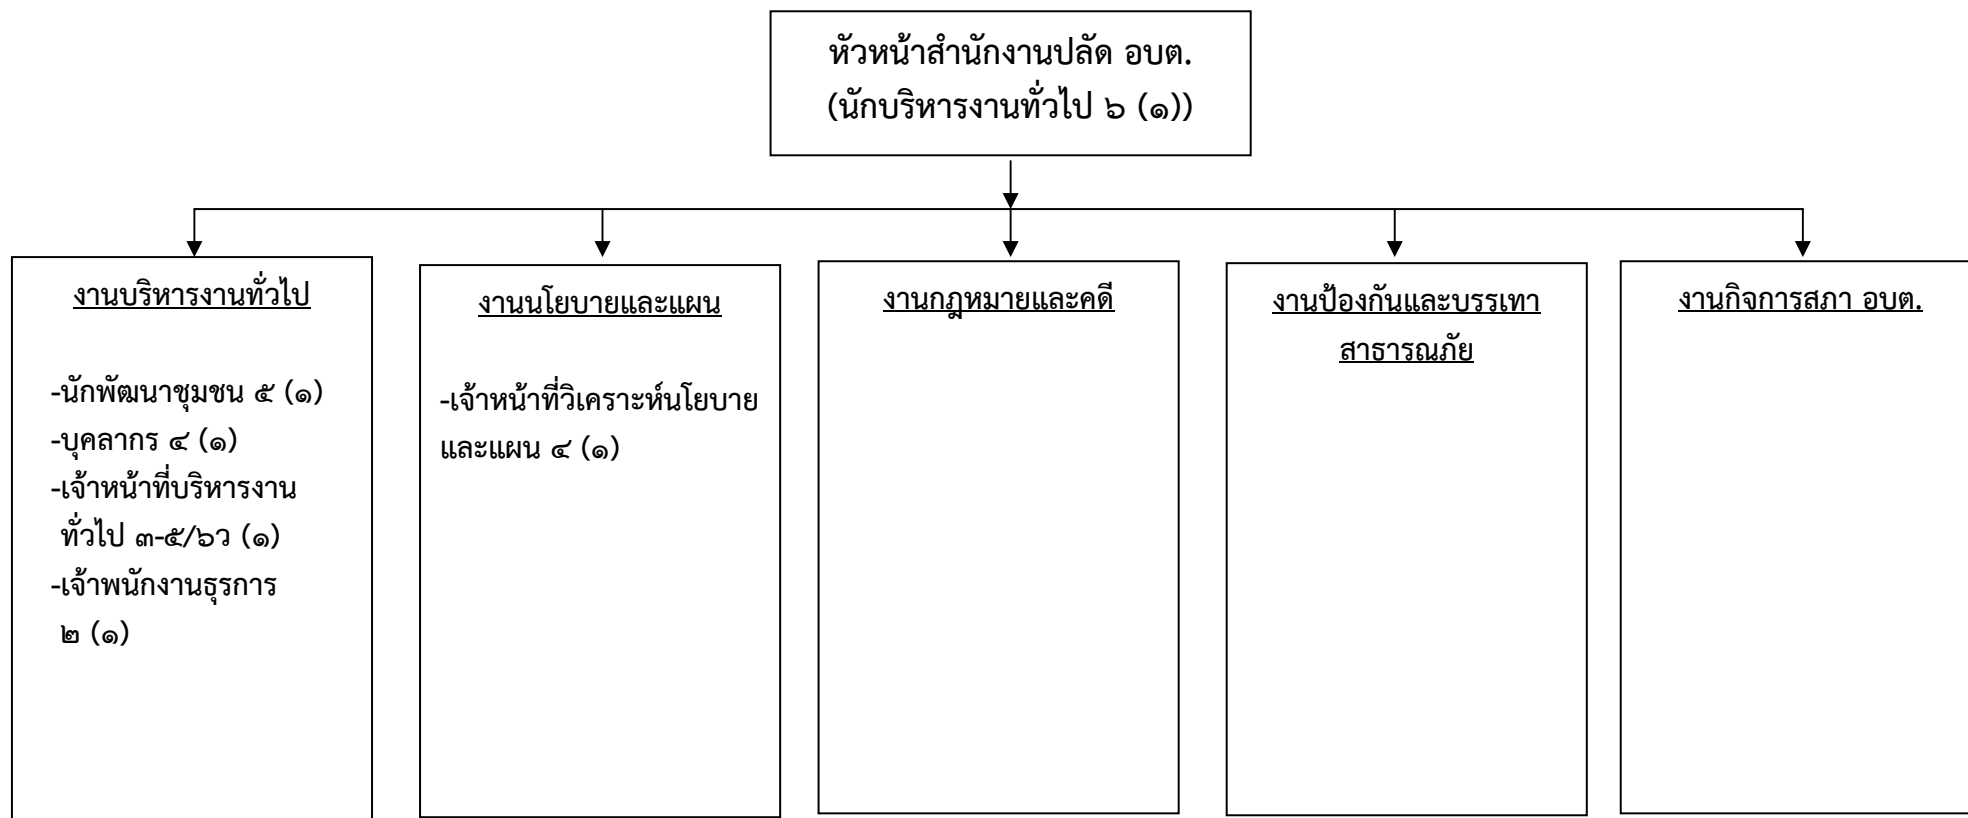 หัวหน้าสำนักงานปลัด อบต.
(นักบริหารงานทั่วไป ๖ (๑))
งานบริหารงานทั่วไป
-นักพัฒนาชุมชน ๕ (๑)
-บุคลากร ๔ (๑)
-เจ้าหน้าที่บริหารงาน
ทั่วไป ๓-๕/๖ว (๑)
-เจ้าพนักงานธุรการ
๒ (๑)
งานนโยบายและแผน
-เจ้าหน้าที่วิเคราะห์นโยบาย
และแผน ๔ (๑)
งานกฎหมายและคดี
งานป้องกันและบรรเทา
สาธารณภัย
งานกิจการสภา อบต.